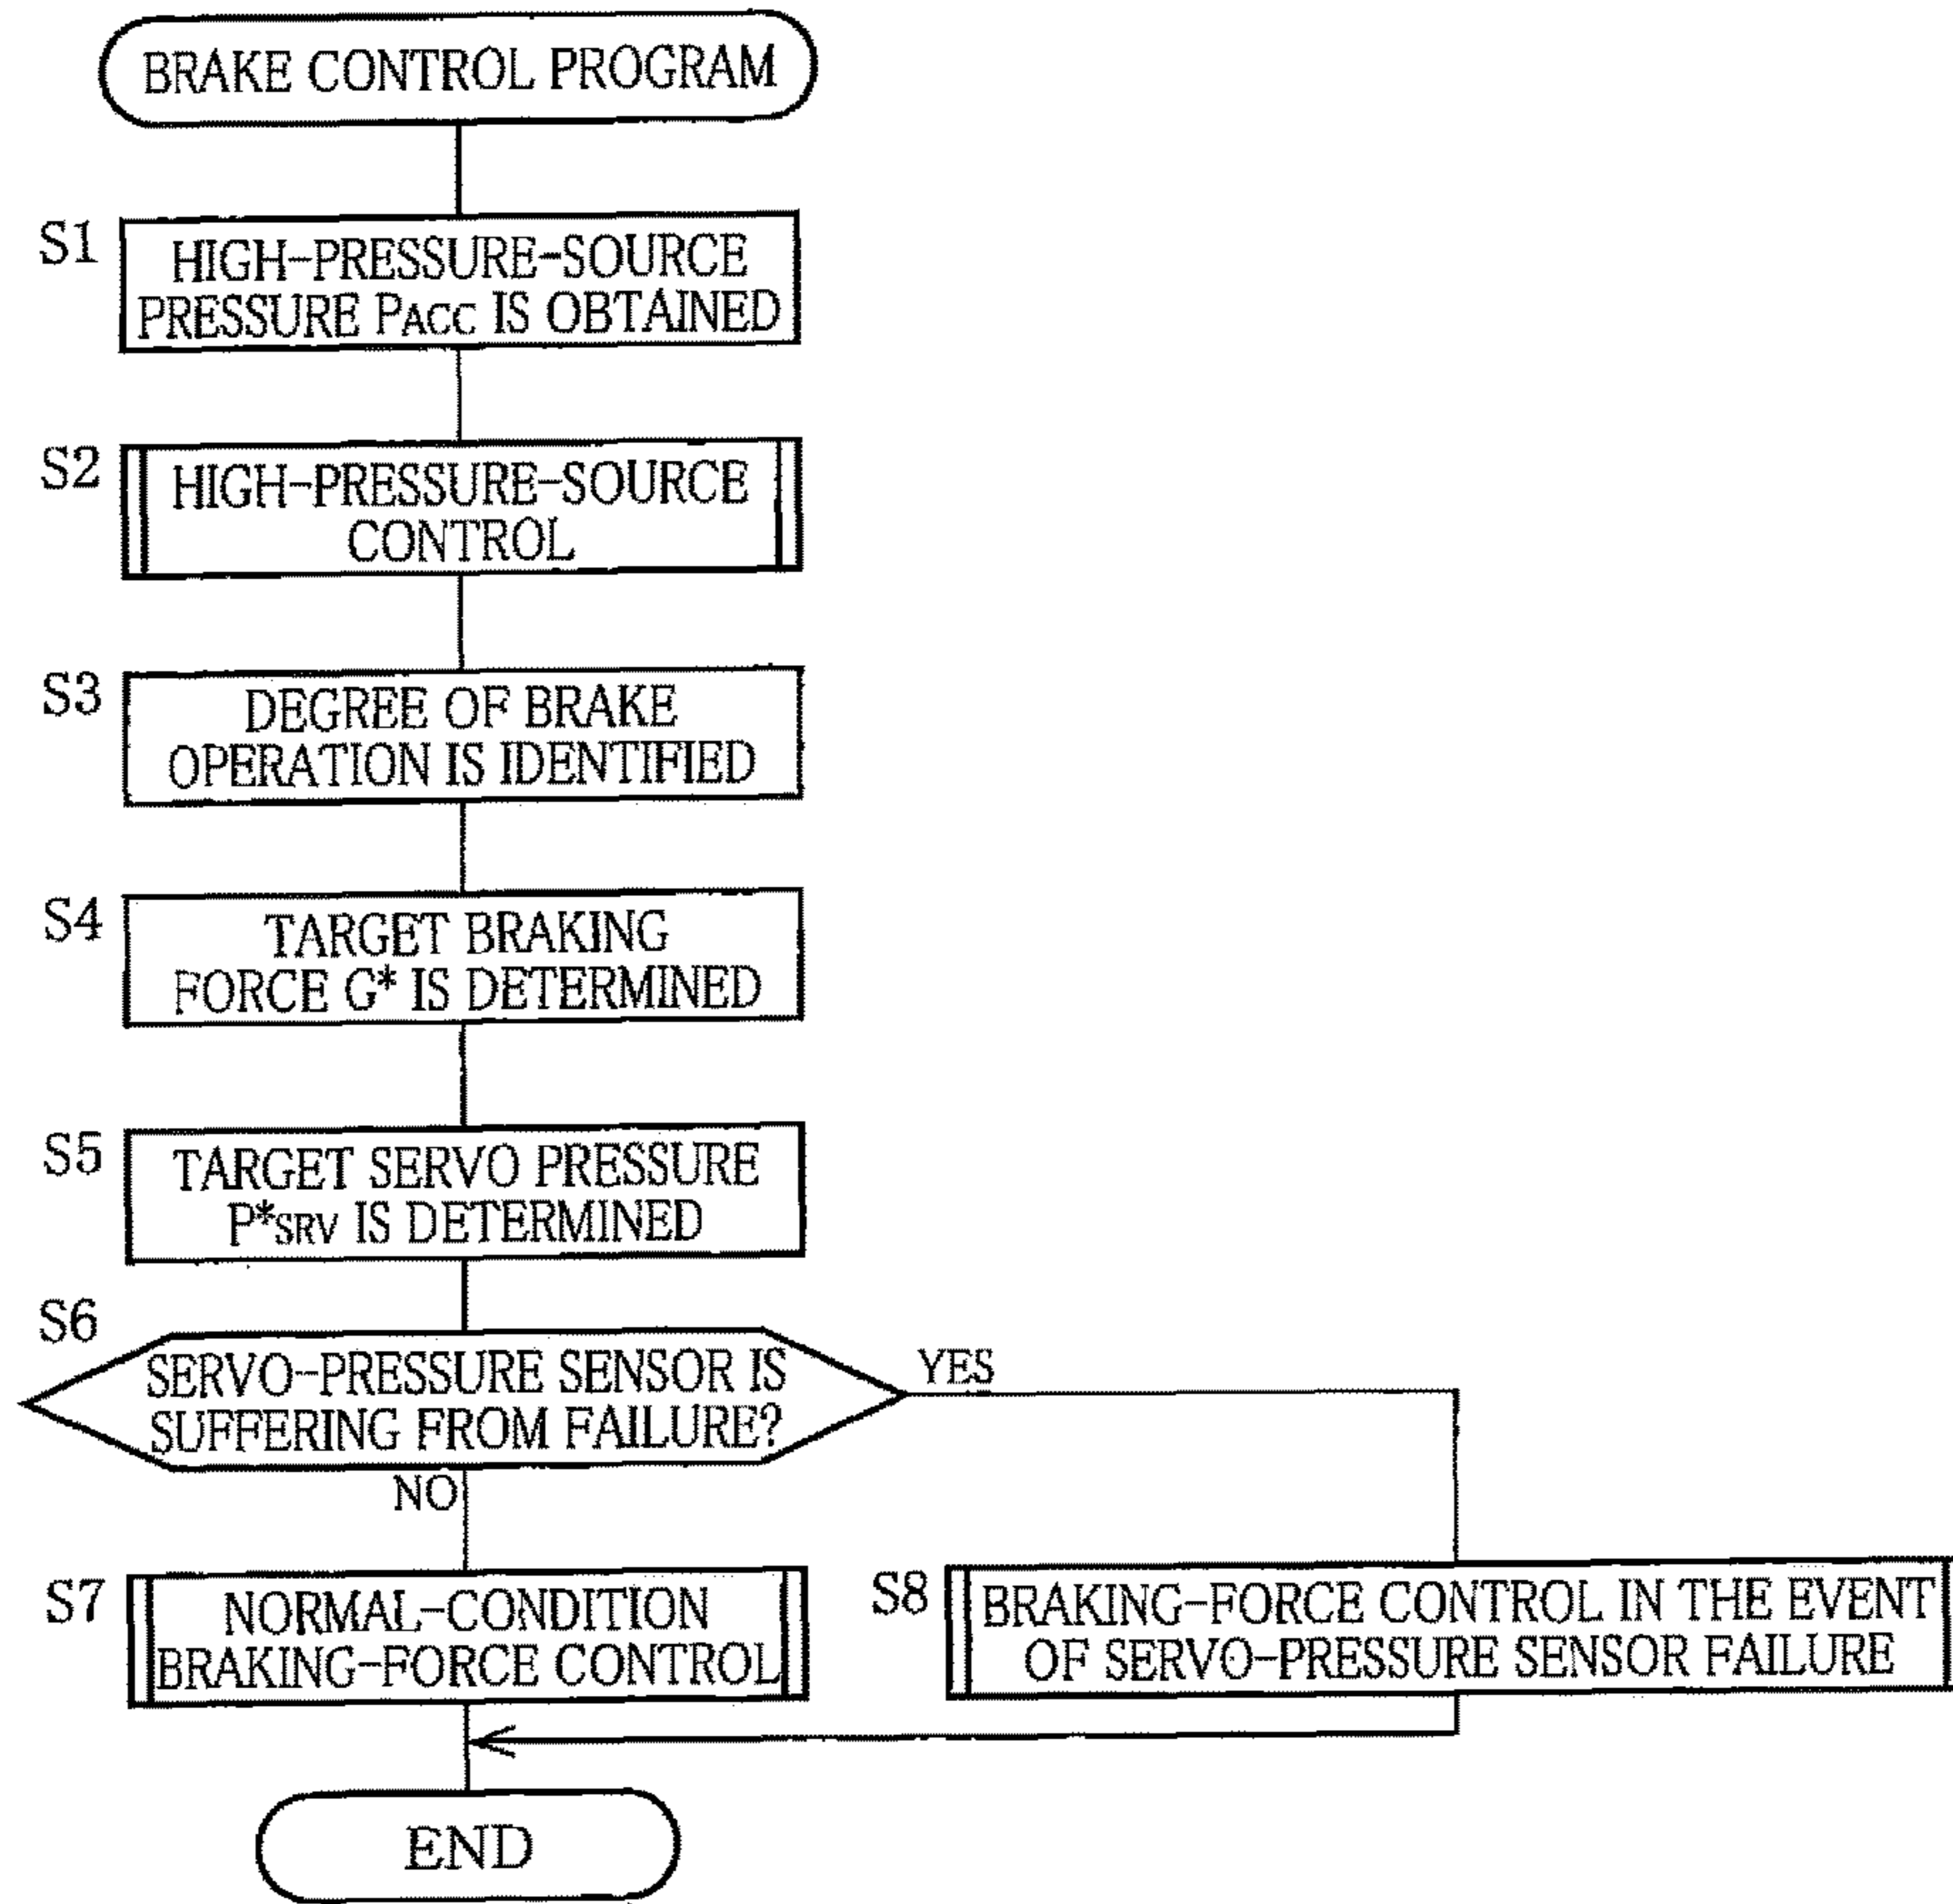 BRAKE CONTROL PROGRAM
S1
HIGH-PRESSURE-SOURCE
PRESSURE PACC IS OBTAINED
S2
HIGH-PRESSURE-SOURCE
CONTROL
S3
DEGREE OF BRAKE
OPERATION IS IDENTIFIED
S4
TARGET BRAKING
FORCE G* IS DETERMINED
S5
TARGET SERVO PRESSURE
P*SRV IS DETERMINED
S6
SERVO-PRESSURE SENSOR IS
SUFFERING FROM FAILURE?
YES
NO
S7
NORMAL-CONDITION
BRAKING-FORCE CONTROL
S8
BRAKING-FORCE CONTROL IN THE EVENT
OF SERVO-PRESSURE SENSOR FAILURE
END